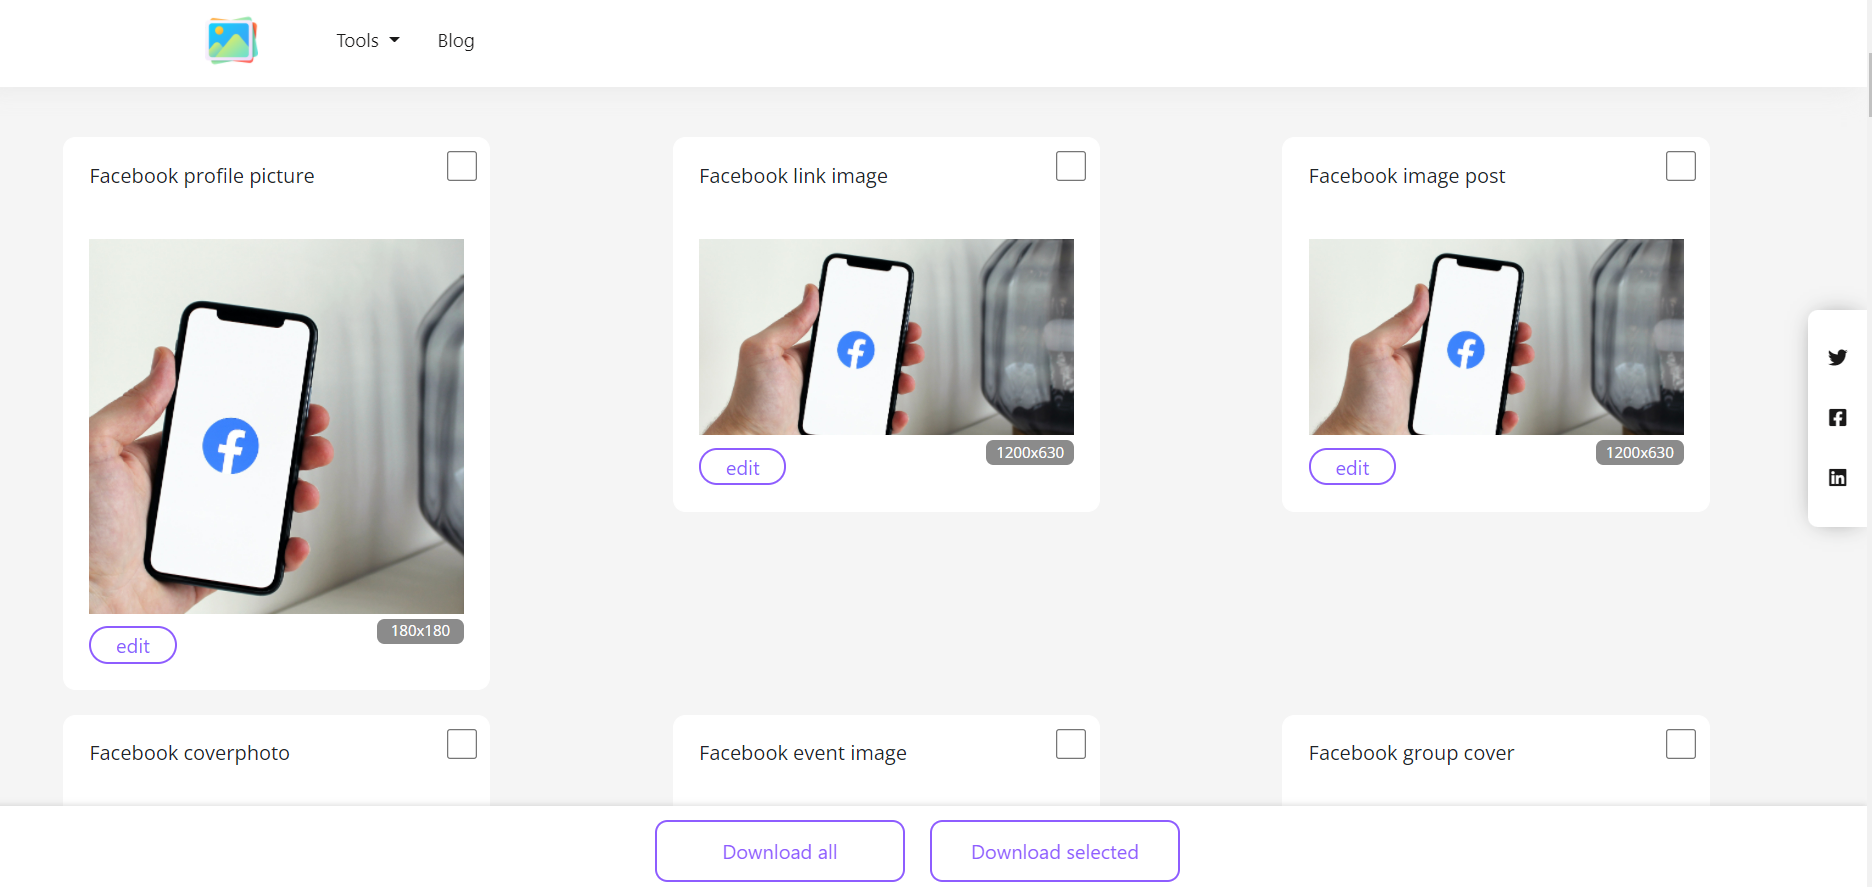 Tools
Blog
Facebook profile picture
Facebook link image
Facebook image post
edit
180x180
edit
1200x630
edit
1200x630
Facebook coverphoto
Facebook event image
Facebook group cover
Download all
Download selected